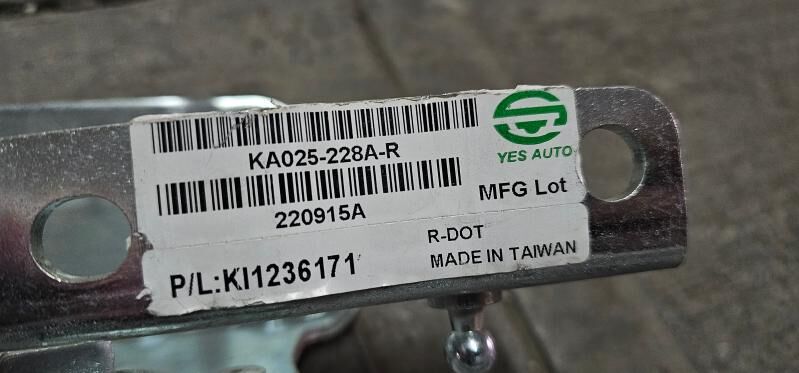 KA025-228A-R
YES AUTO
220915A
MFG Lot
P/L:KI1236171
R-DOT
MADE IN TAIWAN